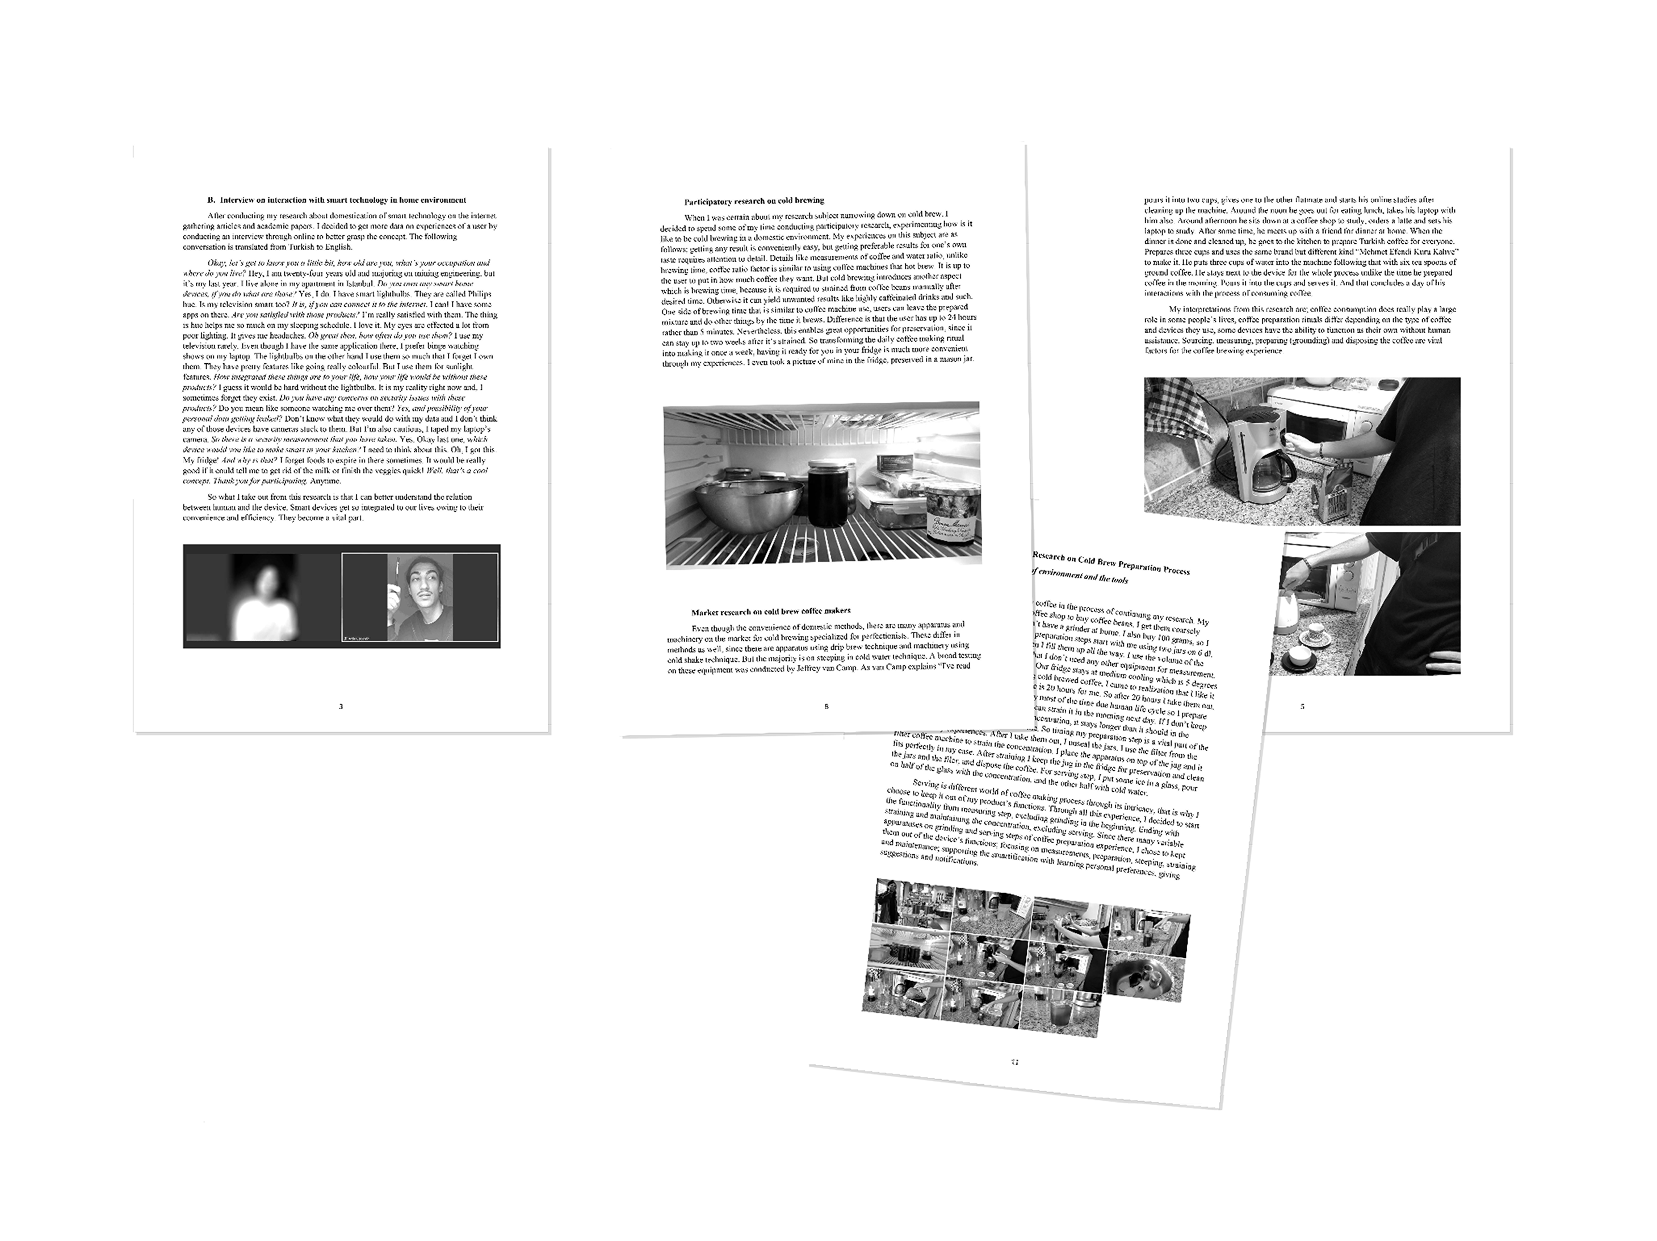 B. Interview on interaction with smart technology in home environment
After conducting my research about domestication of smart technology on the internet,
gathering articles and academic papers. I decided to get more data on experiences of a user by
conducting an interview through online to better grasp the concept. The following
conversation is translated from Turkish to English.
Okay, let's get to know you a little bit, how old are you, what's your occupation and
where do you live? Hey, I am twenty-four years old and majoring on mining engineering, but
it's my last year. I live alone in my apartment in Istanbul. Do you own any smart home
devices, if you do what are those? Yes, I do. I have smart lightbulbs. They are called Philips
hue. Is my television smart too? It is, if you can connect it to the internet. I can! I have some
apps on there. Are you satisfied with those products? I'm really satisfied with them. The thing
is hue helps me so much on my sleeping schedule. I love it. My eyes are effected a lot from
poor lighting. It gives me headaches. Oh great then, how often do you use them? I use my
television rarely. Even though I have the same application there, I prefer binge watching
shows on my laptop. The lightbulbs on the other hand I use them so much that I forget I own
them. They have pretty features like going really colourful. But I use them for sunlight
features. How integrated these things are to your life, how your life would be without these
products? I guess it would be hard without the lightbulbs. It is my reality right now and, I
sometimes forget they exist. Do you have any concerns on security issues with these
products? Do you mean like someone watching me over them? Yes, and possibility of your
personal data getting leaked? Don't know what they would do with my data and I don't think
any of those devices have cameras stuck to them. But I'm also cautious, I taped my laptop's
camera. So there is a security measurement that you have taken. Yes. Okay last one, which
device would you like to make smart in your kitchen? I need to think about this. Oh, I got this.
My fridge! And why is that? I forget foods to expire in there sometimes. It would be really
good if it could tell me to get rid of the milk or finish the veggies quick! Well, that's a cool
concept. Thank you for participating. Anytime.
So what I take out from this research is that I can better understand the relation
between human and the device. Smart devices get so integrated to our lives owing to their
convenience and efficiency. They become a vital part.
3
Participatory research on cold brewing
When I was certain about my research subject narrowing down on cold brew, I
decided to spend some of my time conducting participatory research, experimenting how is it
like to be cold brewing in a domestic environment. My experiences on this subject are as
follows: getting any result is conveniently easy, but getting preferable results for one's own
taste requires attention to detail. Details like measurements of coffee and water ratio, unlike
brewing time, coffee ratio factor is similar to using coffee machines that hot brew. It is up to
the user to put in how much coffee they want. But cold brewing introduces another aspect
which is brewing time, because it is required to strained from coffee beans manually after
desired time. Otherwise it can yield unwanted results like highly caffeinated drinks and such.
One side of brewing time that is similar to coffee machine use, users can leave the prepared
mixture and do other things by the time it brews. Difference is that the user has up to 24 hours
rather than 5 minutes. Nevertheless, this enables great opportunities for preservation, since it
can stay up to two weeks after it's strained. So transforming the daily coffee making ritual
into making it once a week, having it ready for you in your fridge is much more convenient
through my experiences. I even took a picture of mine in the fridge, preserved in a mason jar.
Bonne Maman
Market research on cold brew coffee makers
Even though the convenience of domestic methods, there are many apparatus and
machinery on the market for cold brewing specialized for perfectionists. These differ in
methods as well, since there are apparatus using drip brew technique and machinery using
cold shake technique. But the majority is on steeping in cold water technique. A broad testing
on these equipment was conducted by Jeffrey van Camp. As van Camp explains "I've read
8
pours it into two cups, gives one to the other flatmate and starts his online studies after
cleaning up the machine. Around the noon he goes out for eating lunch, takes his laptop with
him also. Around afternoon he sits down at a coffee shop to study, orders a latte and sets his
laptop to study. After some time, he meets up with a friend for dinner at home. When the
dinner in done and cleaned up, he goes to the kitchen to prepare Turkish coffee for everyone.
Prepares three cups and uses the same brand but different kind "Mehmet Efendi Kuru Kahve"
to make it. He puts three cups of water into the machine following that with six tea spoons of
ground coffee. He stays next to the device for the whole process unlike the time he prepared
coffee in the morning. Pours it into the cups and serves it. And that concludes a day of his
interactions with the process of consuming coffee.
My interpretations from this research are; coffee consumption does really play a large
role in some people's lives, coffee preparation rituals differ depending on the type of coffee
and devices they use, some devices have the ability to function as their own without human
assistance. Sourcing, measuring, preparing (grounding) and disposing the coffee are viral
factors for the coffee brewing experience.
5
Research on Cold Brew Preparation Process
of environment and the tools
coffee in the process of continuing my research. My
coffee shop to buy coffee beans, I get them coarsely
't have a grinder at home. I also buy 100 grams, so I
preparation steps start with me using two jars on 6 dl.
I fill them up all the way. I use the volume of the
I don't need any other equipment for measurement.
Our fridge stays at medium cooling which is 5 degrees
cold brewed coffee, I came to realization that I like it
is 20 hours for me. So after 20 hours I take them out.
most of the time due human life cycle so I prepare
can strain it in the morning next day. If I don't keep
concentration, it stays longer than it should in the
So timing my preparation step is a vital part of the
experiences. After I take them out, I unseal the jars. I use the filter from the
filter coffee machine to strain the concentration. I place the apparatus on top of the jug and it
fits perfectly in my case. After straining I keep the jug in the fridge for preservation and clean
the jars and the filer, and dispose the coffee. For serving step, I put some ice in a glass, pour
on half of the glass with the concentration, and the other half with cold water.
Serving is different world of coffee making process through its intricacy, that is why I
choose to keep it out of my product's functions. Through all this experience, I decided to start
the functionality from measuring step, excluding grinding in the beginning. Ending with
straining and maintaining the concentration, excluding serving. Since there many variable
apparatuses on grinding and serving steps of coffee preparation experience, I chose to kept
them out of the device's functions; focusing on measurements, preparation, steeping, straining
and maintenance; supporting the smartification with learning personal preferences, giving
suggestions and notifications.